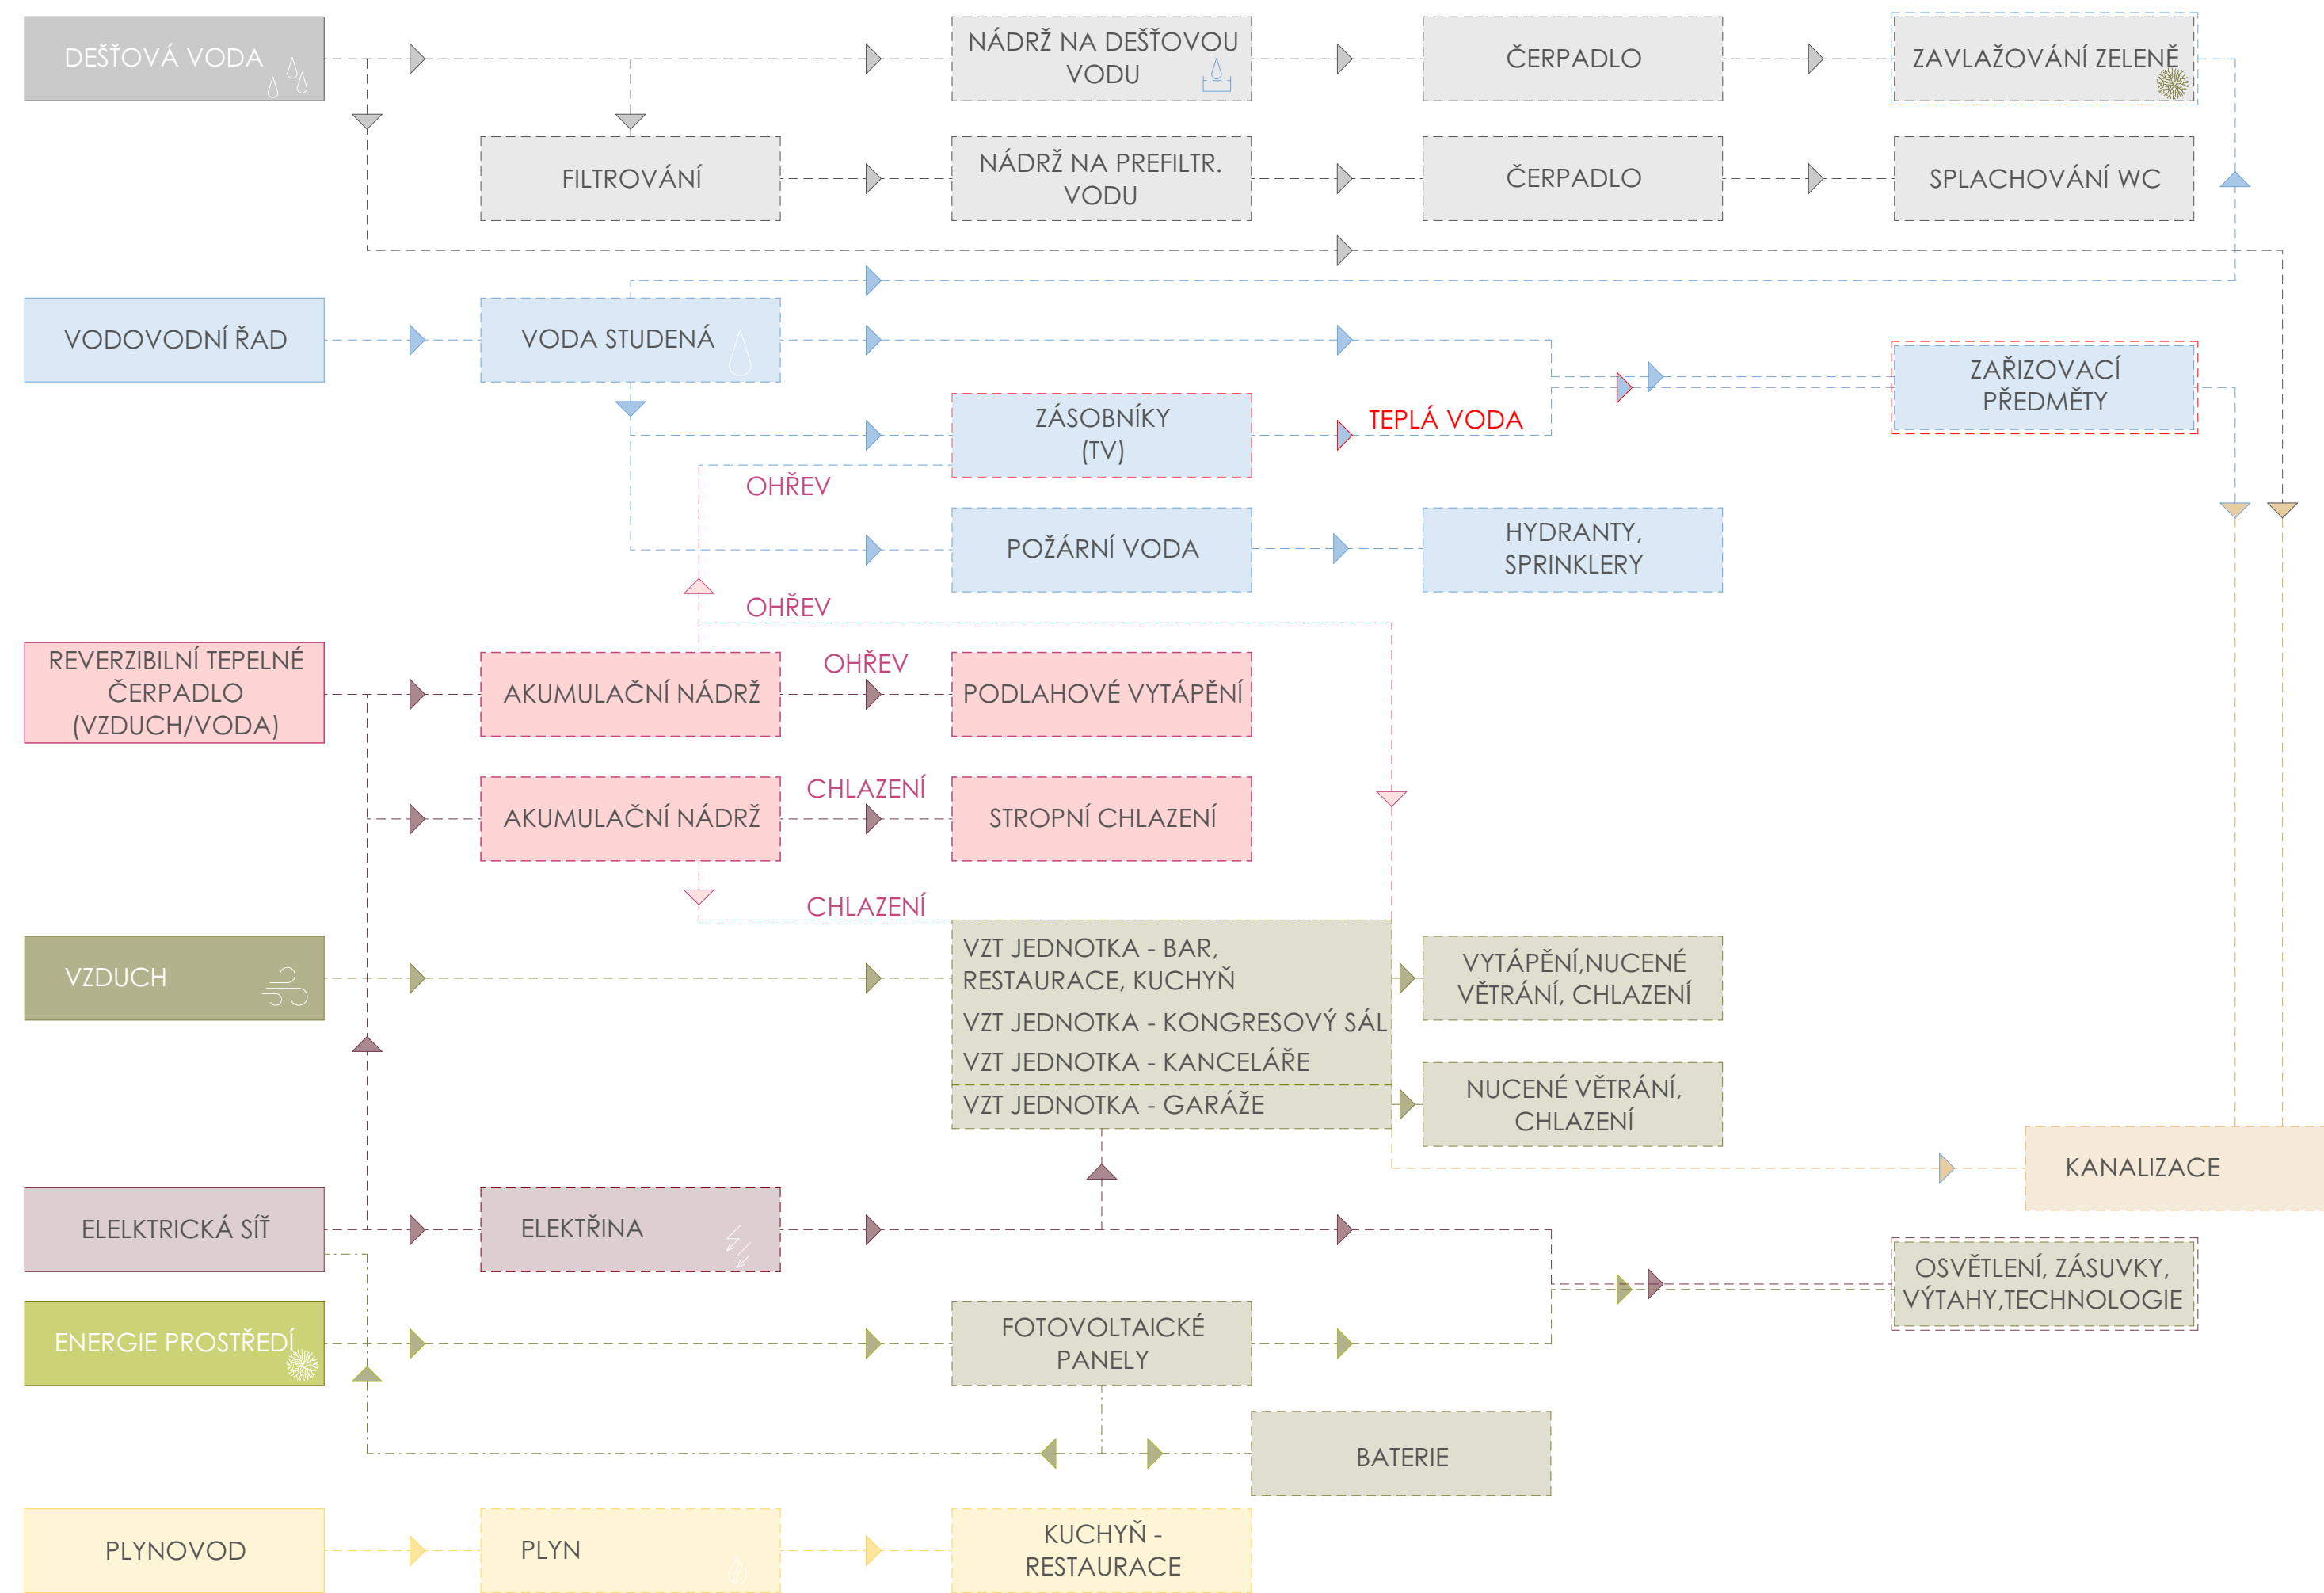 DEŠŤOVÁ VODA
NÁDRŽ NA DEŠŤOVOU
VODU
ČERPADLO
ZAVLAŽOVÁNÍ ZELENĚ
FILTROVÁNÍ
NÁDRŽ NA PREFILTR.
VODU
ČERPADLO
SPLACHOVÁNÍ WC
VODOVODNÍ ŘAD
VODA STUDENÁ
ZAŘIZOVACÍ
PŘEDMĚTY
ZÁSOBNÍKY
(TV)
TEPLÁ VODA
OHŘEV
POŽÁRNÍ VODA
HYDRANTY,
SPRINKLERY
OHŘEV
REVERZIBILNÍ TEPELNÉ
ČERPADLO
(VZDUCH/VODA)
AKUMULAČNÍ NÁDRŽ
OHŘEV
PODLAHOVÉ VYTÁPĚNÍ
AKUMULAČNÍ NÁDRŽ
CHLAZENÍ
STROPNÍ CHLAZENÍ
CHLAZENÍ
VZDUCH
VZT JEDNOTKA - BAR,
RESTAURACE, KUCHYŇ
VZT JEDNOTKA - KONGRESOVÝ SÁL
VZT JEDNOTKA - KANCELÁŘE
VZT JEDNOTKA - GARÁŽE
VYTÁPĚNÍ,NUCENÉ
VĚTRÁNÍ, CHLAZENÍ
NUCENÉ VĚTRÁNÍ,
CHLAZENÍ
KANALIZACE
ELELKTRICKÁ SÍŤ
ELEKTŘINA
OSVĚTLENÍ, ZÁSUVKY,
VÝTAHY,TECHNOLOGIE
ENERGIE PROSTŘEDÍ
FOTOVOLTAICKÉ
PANELY
BATERIE
PLYNOVOD
PLYN
KUCHYŇ -
RESTAURACE